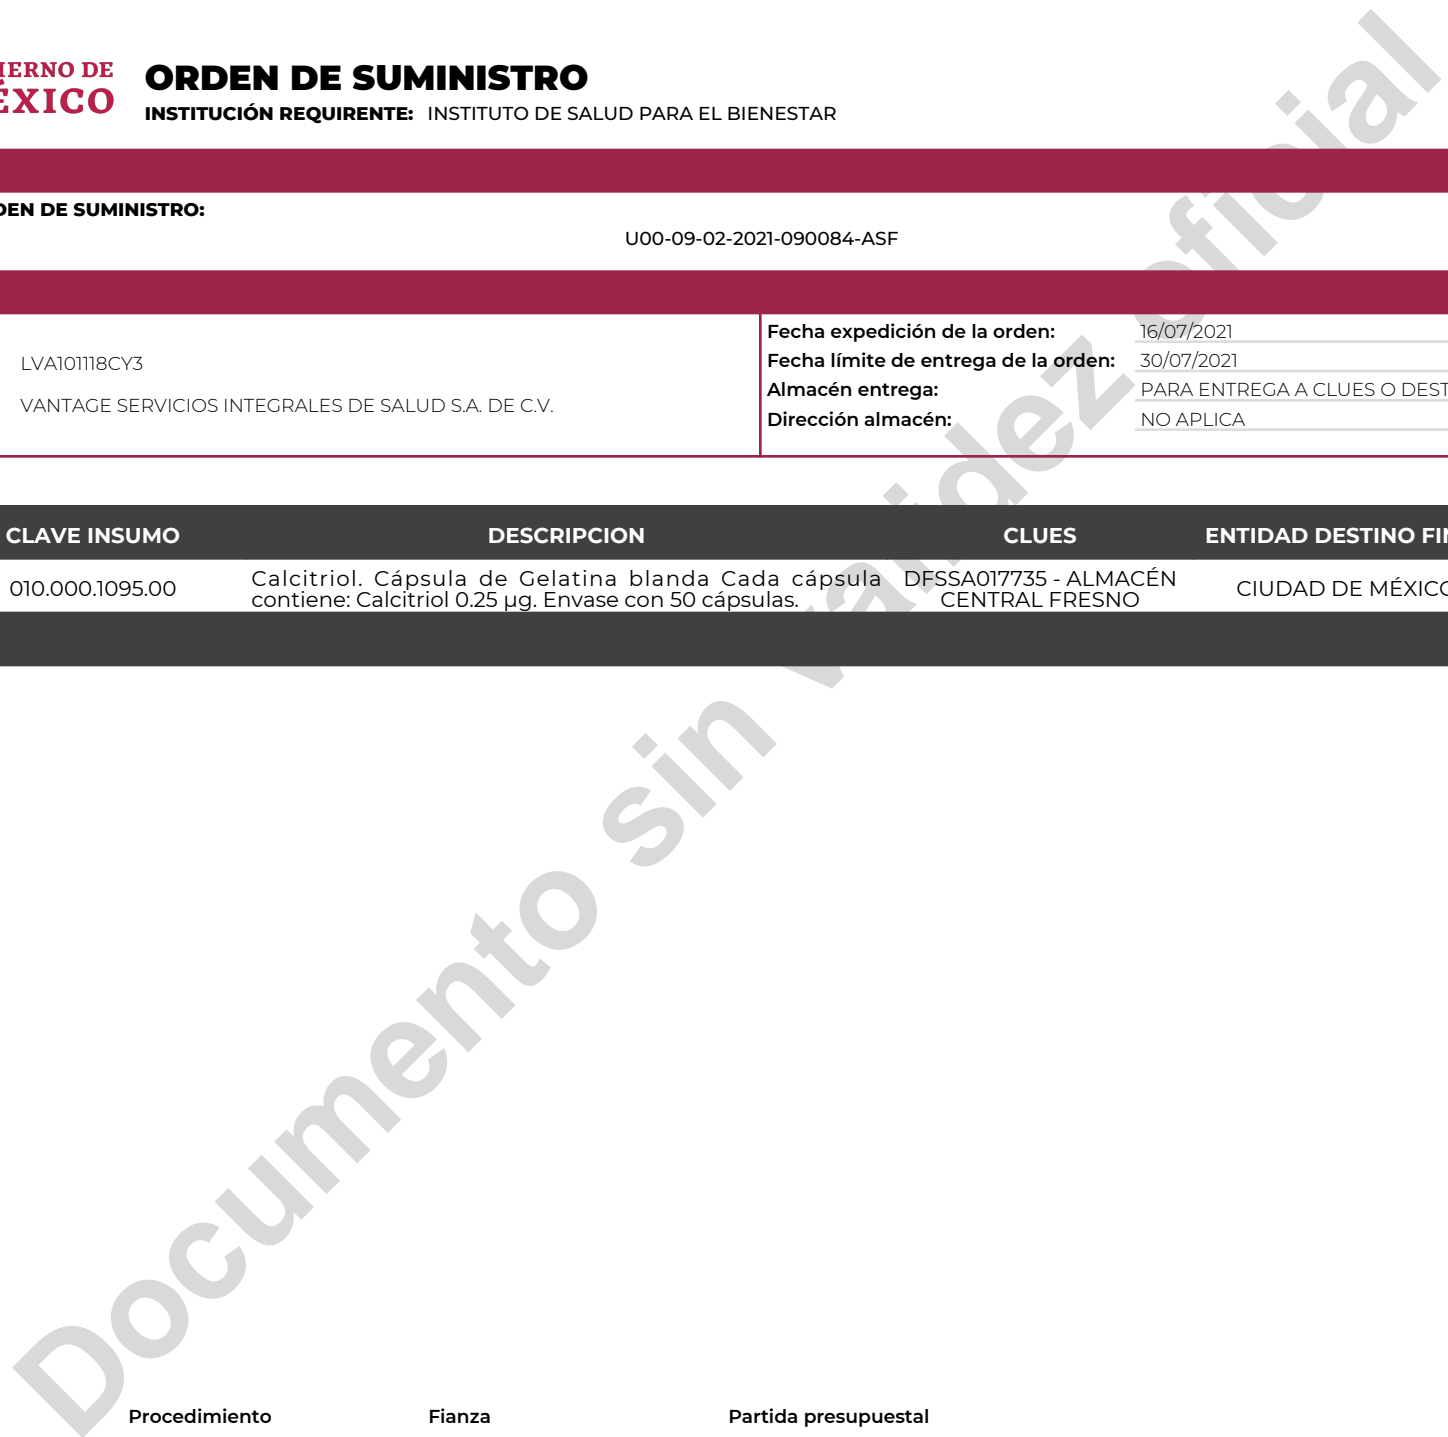 IERNO DE
ÉXICO
ORDEN DE SUMINISTRO
INSTITUCIÓN REQUIRENTE: INSTITUTO DE SALUD PARA EL BIENESTAR
DEN DE SUMINISTRO:
U00-09-02-2021-090084-ASF
LVA101118CY3
VANTAGE SERVICIOS INTEGRALES DE SALUD S.A. DE C.V.
Fecha expedición de la orden: 16/07/2021
Fecha límite de entrega de la orden: 30/07/2021
Almacén entrega: PARA ENTREGA A CLUES O DEST
Dirección almacén: NO APLICA
CLAVE INSUMO DESCRIPCION CLUES ENTIDAD DESTINO FIN
010.000.1095.00
Calcitriol. Cápsula de Gelatina blanda Cada cápsula
contiene: Calcitriol 0.25 µg. Envase con 50 cápsulas.
DFSSA017735 - ALMACÉN
CENTRAL FRESNO
CIUDAD DE MÉXICO
Documento sin validez oficial
Procedimiento Fianza Partida presupuestal